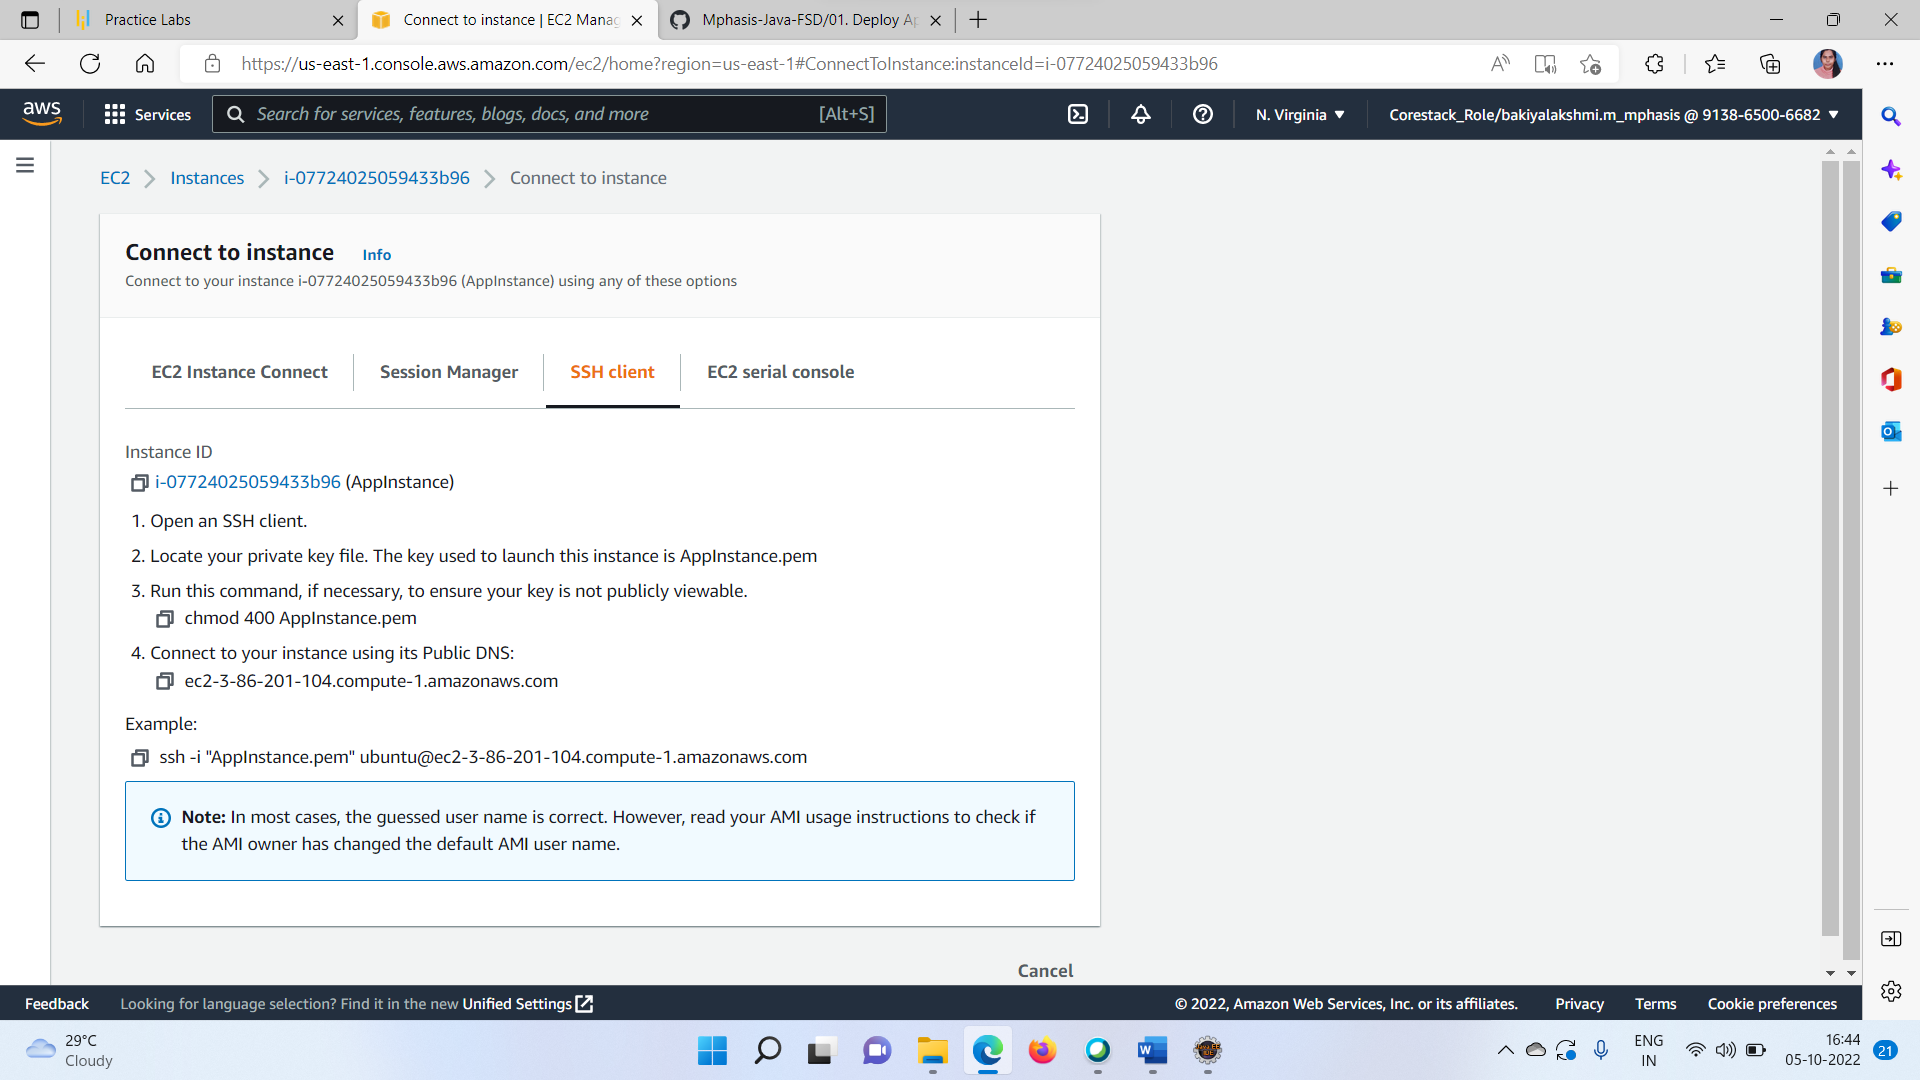 Practice Labs
Connect to instance | EC2 Manag
Mphasis-Java-FSD/01. Deploy Ap
https://us-east-1.console.aws.amazon.com/ec2/home?region=us-east-1#ConnectToInstance:instanceId=i-07724025059433b96
aws
Services
Search for services, features, blogs, docs, and more
[Alt+S]
N. Virginia
Corestack_Role/bakiyalakshmi.m_mphasis @ 9138-6500-6682
EC2
Instances
i-07724025059433b96
Connect to instance
Connect to instance
Info
Connect to your instance i-07724025059433b96 (AppInstance) using any of these options
EC2 Instance Connect
Session Manager
SSH client
EC2 serial console
Instance ID
i-07724025059433b96 (AppInstance)
1. Open an SSH client.
2. Locate your private key file. The key used to launch this instance is AppInstance.pem
3. Run this command, if necessary, to ensure your key is not publicly viewable.
chmod 400 AppInstance.pem
4. Connect to your instance using its Public DNS:
ec2-3-86-201-104.compute-1.amazonaws.com
Example:
ssh -i "AppInstance.pem" ubuntu@ec2-3-86-201-104.compute-1.amazonaws.com
Note: In most cases, the guessed user name is correct. However, read your AMI usage instructions to check if
the AMI owner has changed the default AMI user name.
Cancel
Feedback
Looking for language selection? Find it in the new Unified Settings
© 2022, Amazon Web Services, Inc. or its affiliates.
Privacy
Terms
Cookie preferences
29°C
Cloudy
ENG
IN
16:44
05-10-2022
21